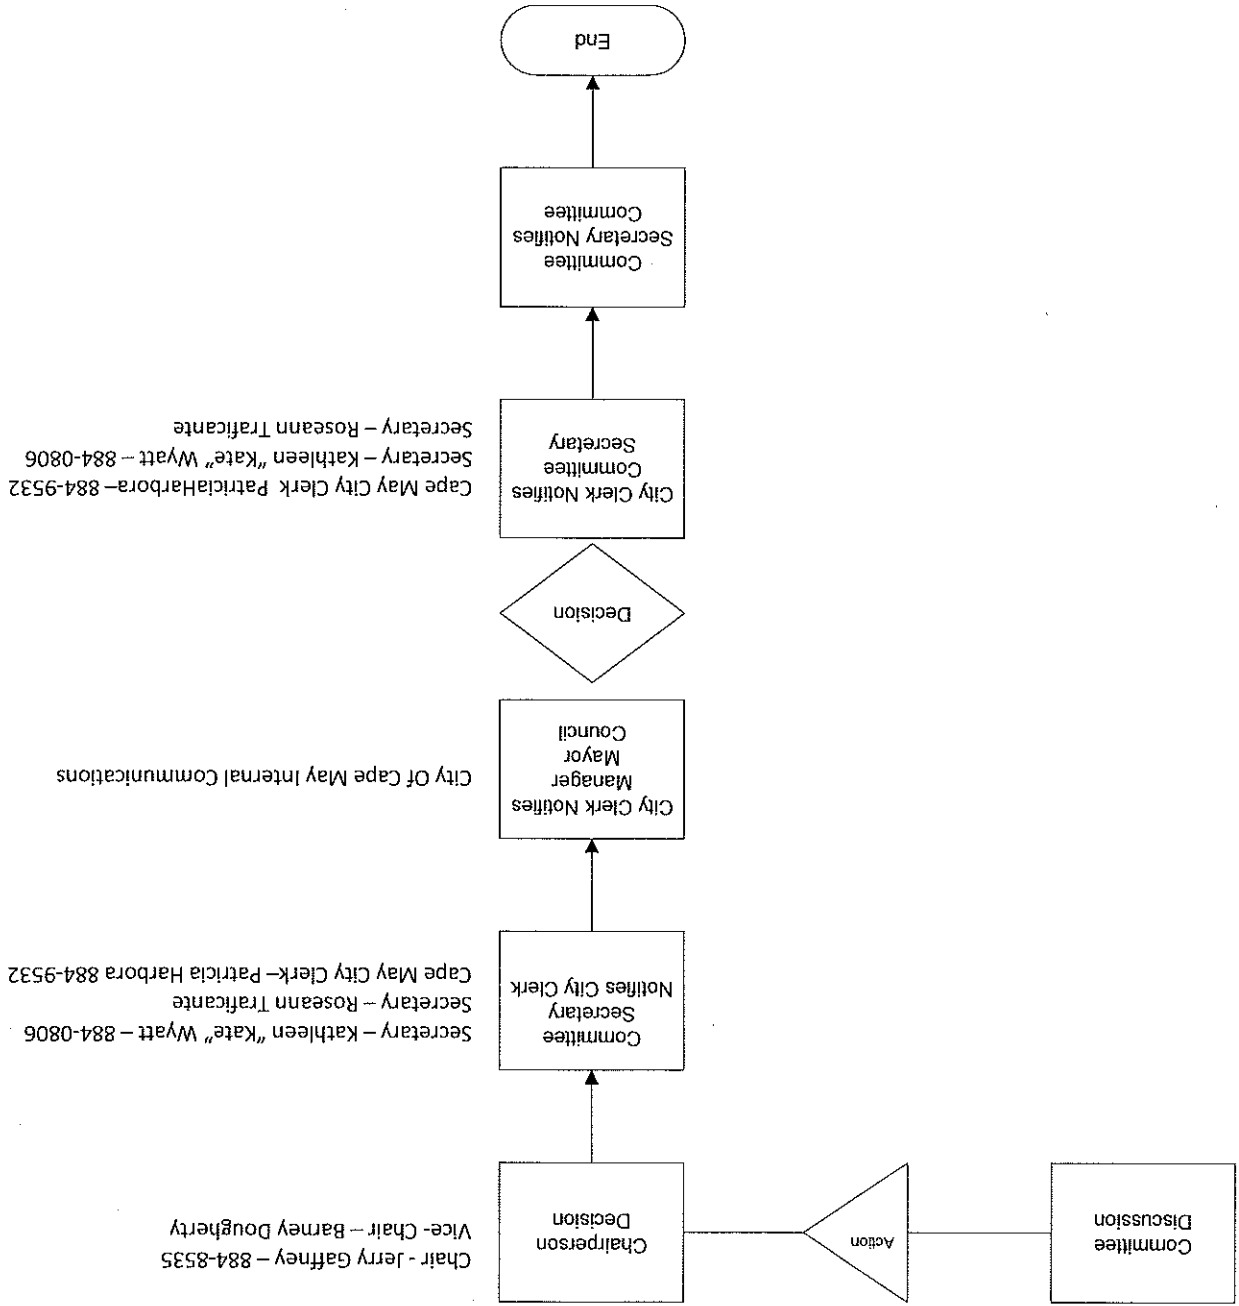 Committee
Discussion
Action
Chairperson
Decision
Chair - Jerry Gaffney – 884-8535
Vice- Chair – Barney Dougherty
Committee
Secretary
Notifies City Clerk
Secretary – Kathleen "Kate" Wyatt – 884-0806
Secretary – Roseann Traficante
Cape May City Clerk– Patricia Harbora 884-9532
City Clerk Notifies
Manager
Mayor
Council
City Of Cape May Internal Communications
Decision
City Clerk Notifies
Committee
Secretary
Cape May City Clerk PatriciaHarbora– 884-9532
Secretary – Kathleen "Kate" Wyatt – 884-0806
Secretary – Roseann Traficante
Committee
Secretary Notifies
Committee
End